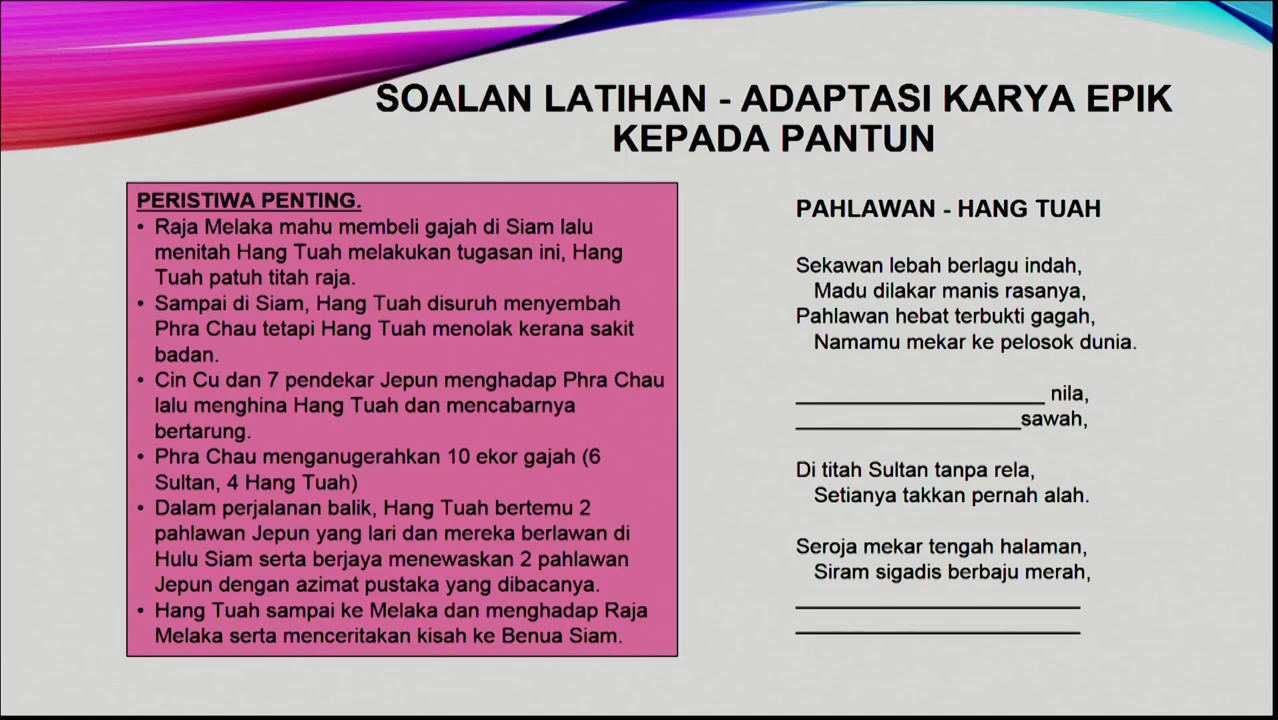 SOALAN LATIHAN - ADAPTASI KARYA EPIK
KEPADA PANTUN
PERISTIWA PENTING.
• Raja Melaka mahu membeli gajah di Siam lalu
menitah Hang Tuah melakukan tugasan ini, Hang
Tuah patuh titah raja.
• Sampai di Siam, Hang Tuah disuruh menyembah
Phra Chau tetapi Hang Tuah menolak kerana sakit
badan.
• Cin Cu dan 7 pendekar Jepun menghadap Phra Chau
lalu menghina Hang Tuah dan mencabarnya
bertarung.
• Phra Chau menganugerahkan 10 ekor gajah (6
Sultan, 4 Hang Tuah)
• Dalam perjalanan balik, Hang Tuah bertemu 2
pahlawan Jepun yang lari dan mereka berlawan di
Hulu Siam serta berjaya menewaskan 2 pahlawan
Jepun dengan azimat pustaka yang dibacanya.
• Hang Tuah sampai ke Melaka dan menghadap Raja
Melaka serta menceritakan kisah ke Benua Siam.
PAHLAWAN - HANG TUAH
Sekawan lebah berlagu indah,
Madu dilakar manis rasanya,
Pahlawan hebat terbukti gagah,
Namamu mekar ke pelosok dunia.
______________________ nila,
____________________sawah,
Di titah Sultan tanpa rela,
Setianya takkan pernah alah.
Seroja mekar tengah halaman,
Siram sigadis berbaju merah,
_________________________
_________________________